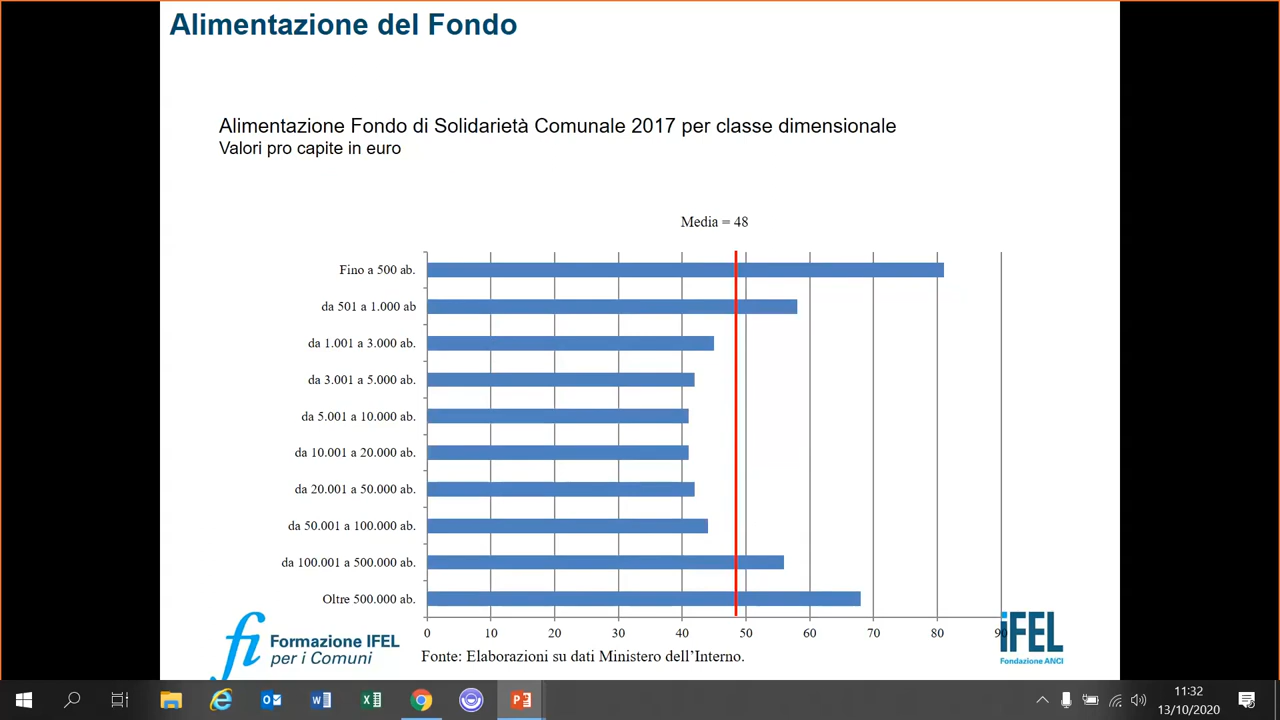 Alimentazione del Fondo
Alimentazione Fondo di Solidarietà Comunale 2017 per classe dimensionale
Valori pro capite in euro
Media = 48
Fino a 500 ab.
da 501 a 1.000 ab
da 1.001 a 3.000 ab.
da 3.001 a 5.000 ab.
da 5.001 a 10.000 ab.
da 10.001 a 20.000 ab.
da 20.001 a 50.000 ab.
da 50.001 a 100.000 ab.
da 100.001 a 500.000 ab.
Oltre 500.000 ab.
0 10 20 30 40 50 60 70 80 90
fi Formazione IFEL
per i Comuni
Fonte: Elaborazioni su dati Ministero dell'Interno.
iFEL
Fondazione ANCI
11:32
13/10/2020